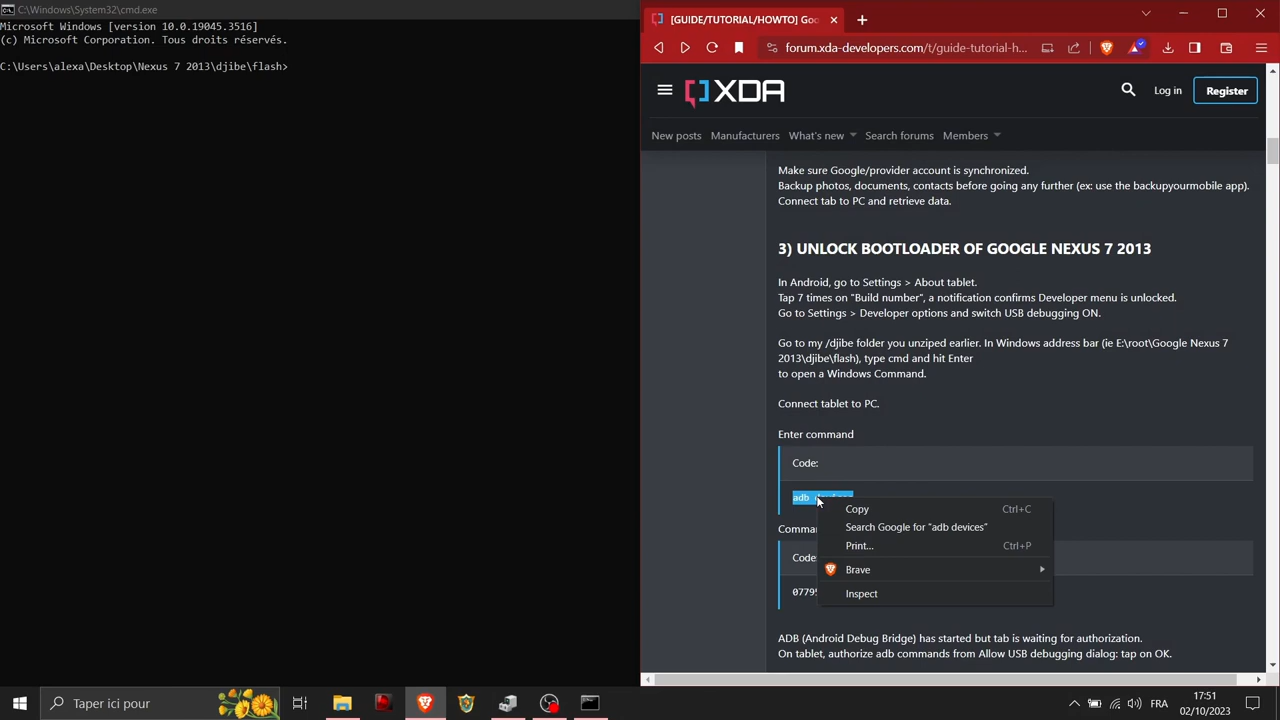 C:\Windows\System32\cmd.exe
Microsoft Windows [version 10.0.19045.3516]
(c) Microsoft Corporation. Tous droits réservés.
C:\Users\alexa\Desktop\Nexus 7 2013\djibe\flash>
[GUIDE/TUTORIAL/HOWTO] Goo
forum.xda-developers.com/t/guide-tutorial-h...
XDA
Log in
Register
New posts
Manufacturers
What's new
Search forums
Members
Make sure Google/provider account is synchronized.
Backup photos, documents, contacts before going any further (ex: use the backupyourmobile app).
Connect tab to PC and retrieve data.
3) UNLOCK BOOTLOADER OF GOOGLE NEXUS 7 2013
In Android, go to Settings > About tablet.
Tap 7 times on "Build number", a notification confirms Developer menu is unlocked.
Go to Settings > Developer options and switch USB debugging ON.
Go to my /djibe folder you unziped earlier. In Windows address bar (ie E:\root\Google Nexus 7
2013\djibe\flash), type cmd and hit Enter
to open a Windows Command.
Connect tablet to PC.
Enter command
Code:
adb
Copy Ctrl+C
Search Google for "adb devices"
Print... Ctrl+P
Brave
Inspect
Comma
Code:
0779
ADB (Android Debug Bridge) has started but tab is waiting for authorization.
On tablet, authorize adb commands from Allow USB debugging dialog: tap on OK.
Taper ici pour
FRA
17:51
02/10/2023